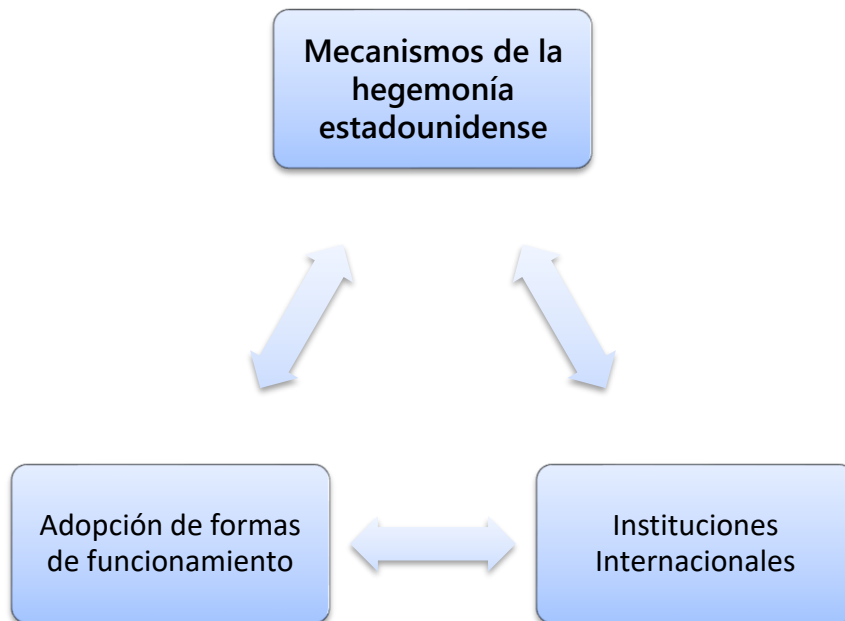 Mecanismos de la
hegemonía
estadounidense
Adopción de formas
de funcionamiento
Instituciones
Internacionales